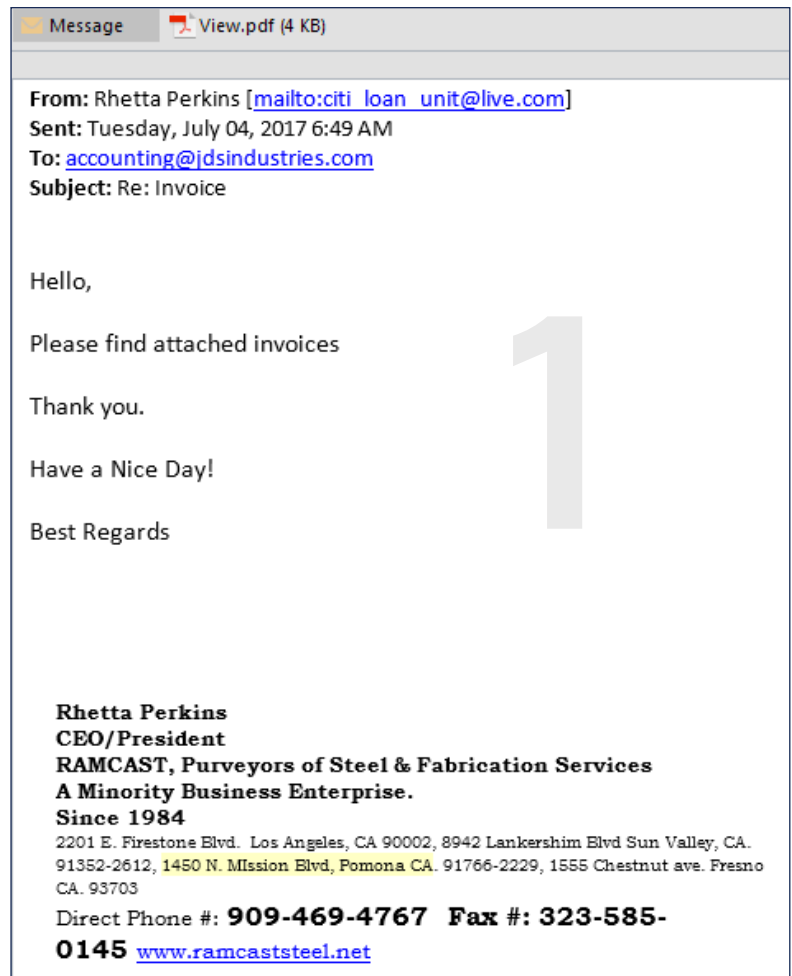 Message View.pdf (4 KB)
From: Rhetta Perkins [mailto:citi_loan_unit@live.com]
Sent: Tuesday, July 04, 2017 6:49 AM
To: accounting@jdsindustries.com
Subject: Re: Invoice
Hello,
Please find attached invoices
Thank you.
Have a Nice Day!
Best Regards
1
Rhetta Perkins
CEO/President
RAMCAST, Purveyors of Steel & Fabrication Services
A Minority Business Enterprise.
Since 1984
2201 E. Firestone Blvd.  Los Angeles, CA 90002, 8942 Lankershim Blvd Sun Valley, CA.
91352-2612, 1450 N. MIssion Blvd, Pomona CA. 91766-2229, 1555 Chestnut ave. Fresno
CA. 93703
Direct Phone #: 909-469-4767  Fax #: 323-585-
0145 www.ramcaststeel.net